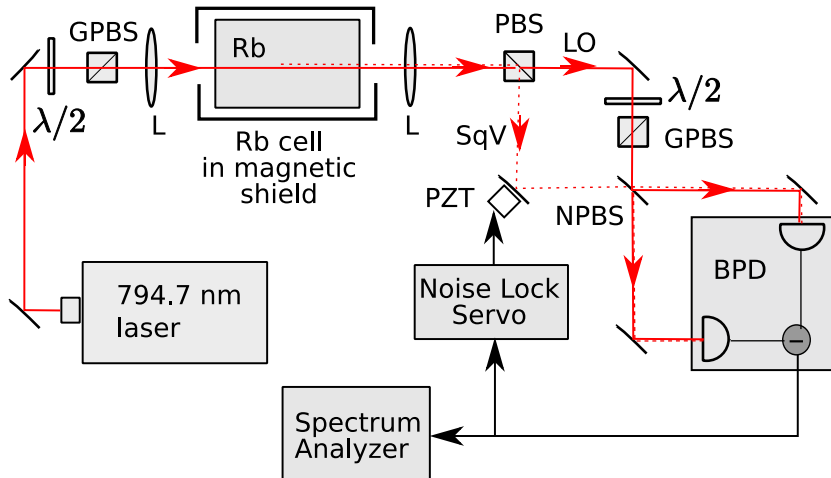 GPBS
PBS
Rb
LO
λ/2
L
L
λ/2
Rb cell
in magnetic
shield
SqV
GPBS
PZT
NPBS
794.7 nm
laser
Noise Lock
Servo
BPD
−
Spectrum
Analyzer